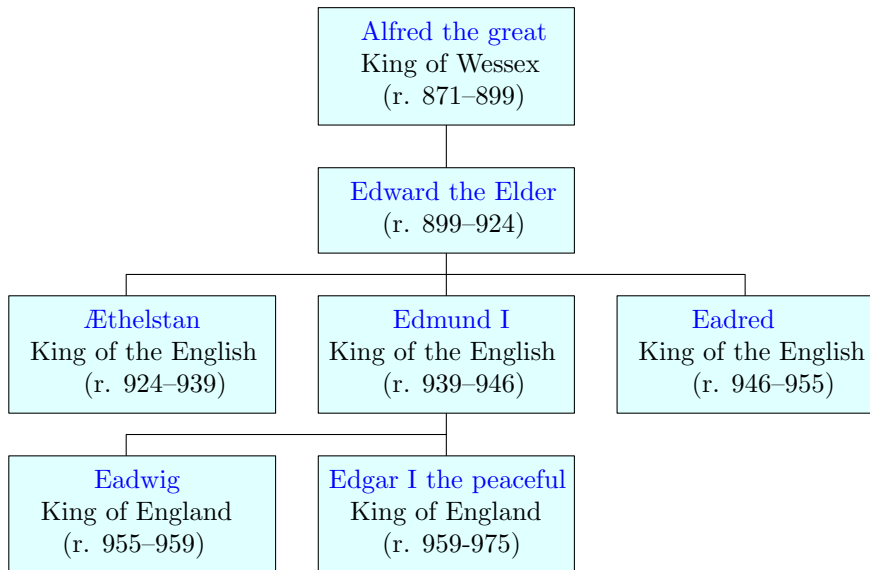 Alfred the great
King of Wessex
(r. 871–899)
Edward the Elder
(r. 899–924)
Æthelstan
King of the English
(r. 924–939)
Edmund I
King of the English
(r. 939–946)
Eadred
King of the English
(r. 946–955)
Eadwig
King of England
(r. 955–959)
Edgar I the peaceful
King of England
(r. 959-975)